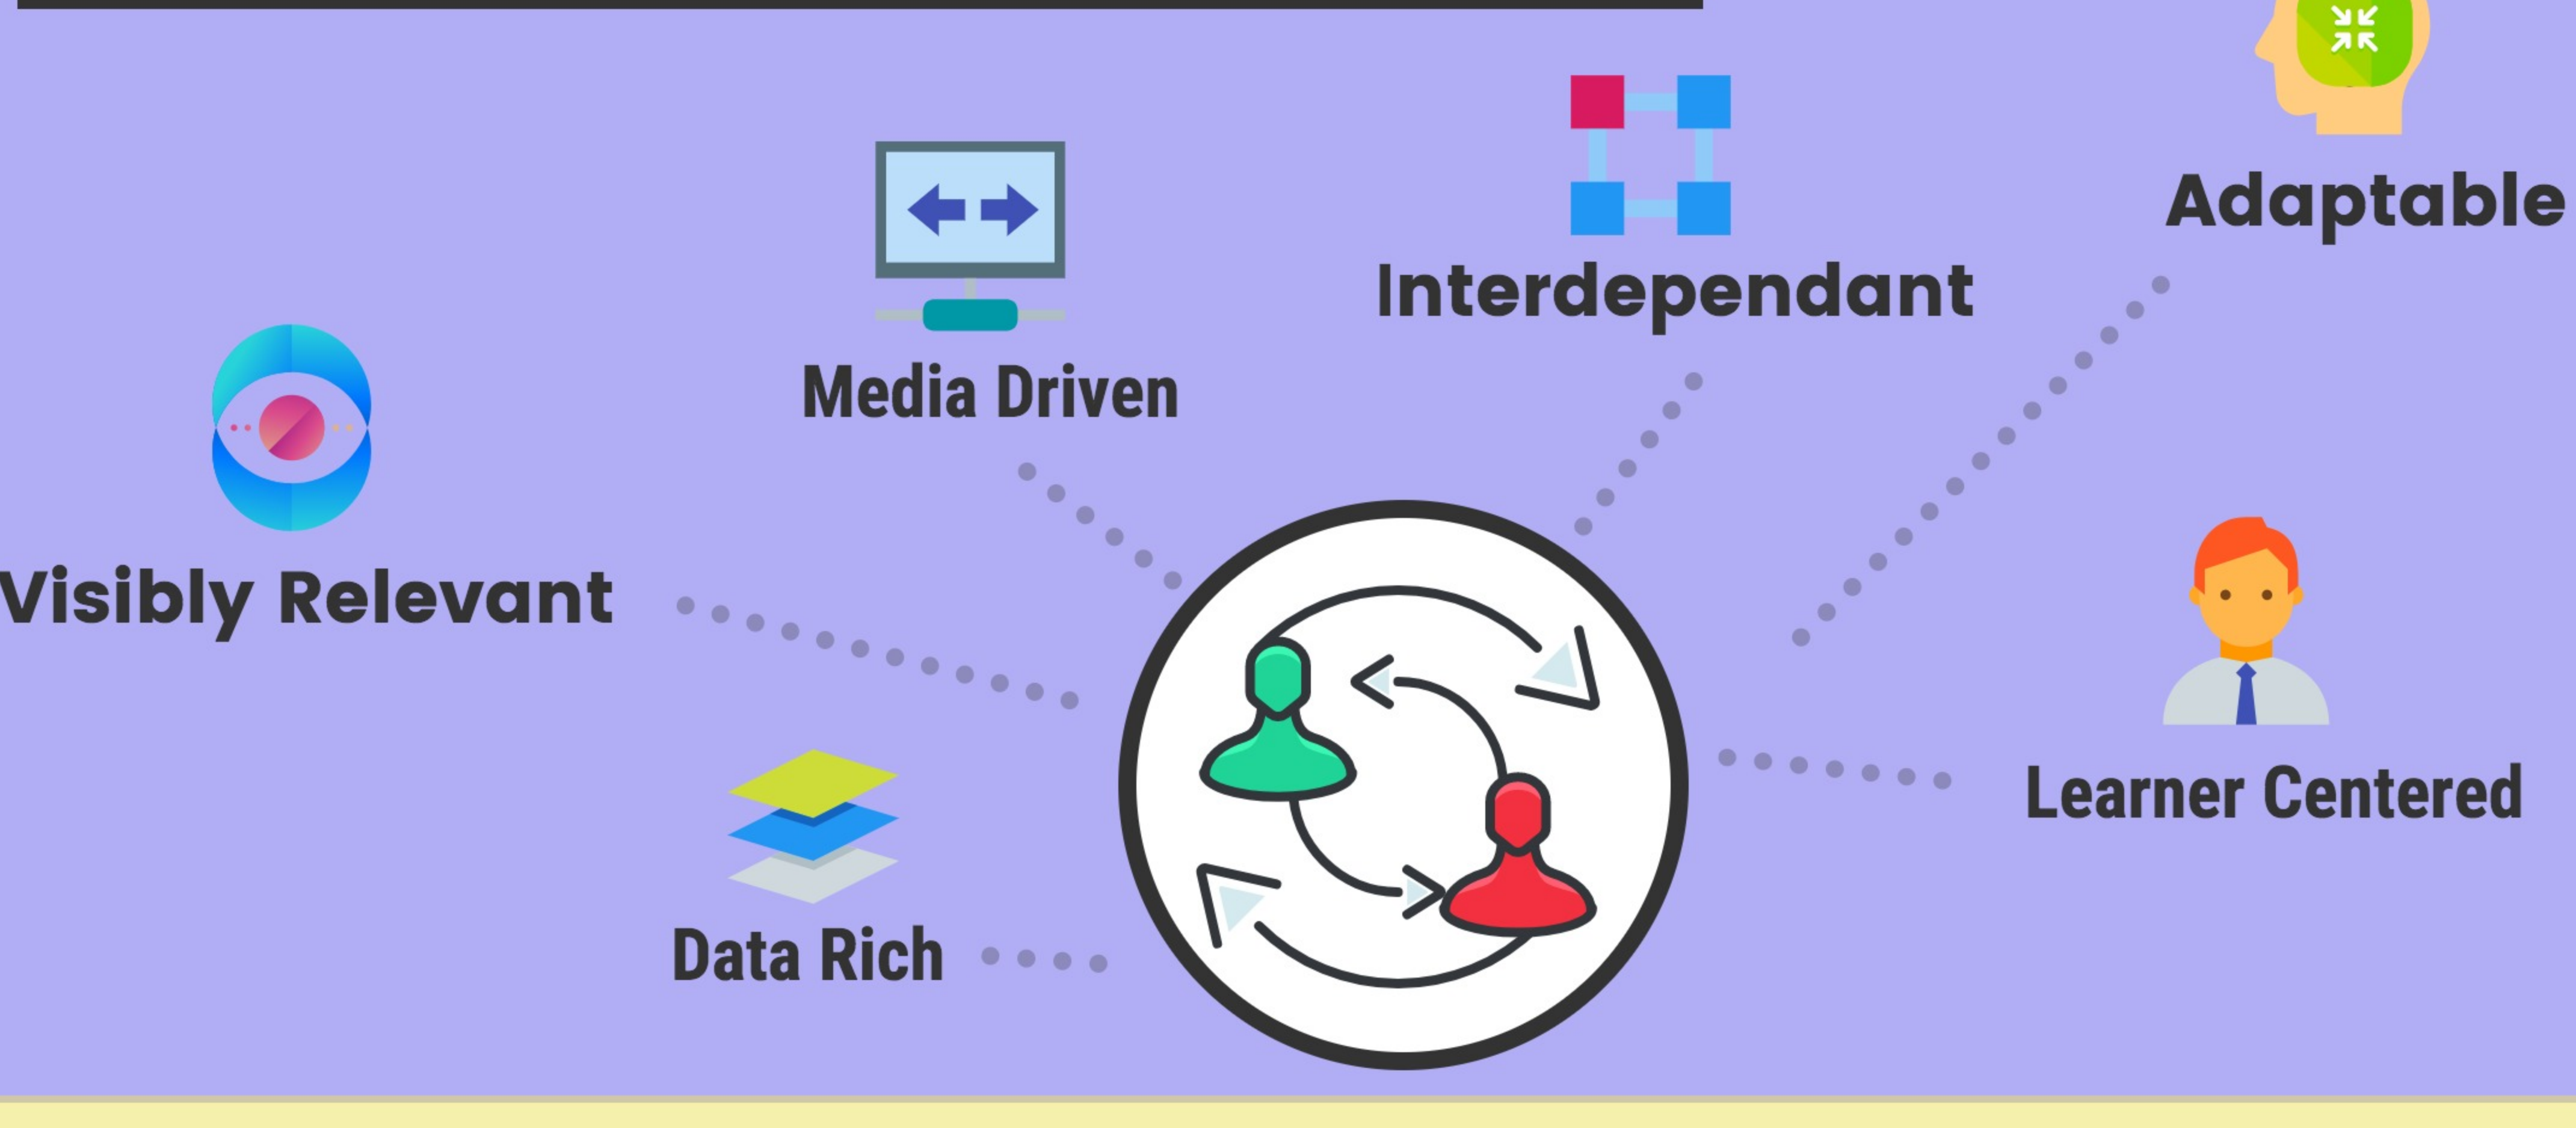 Adaptable
Interdependant
Media Driven
Visibly Relevant
Learner Centered
Data Rich